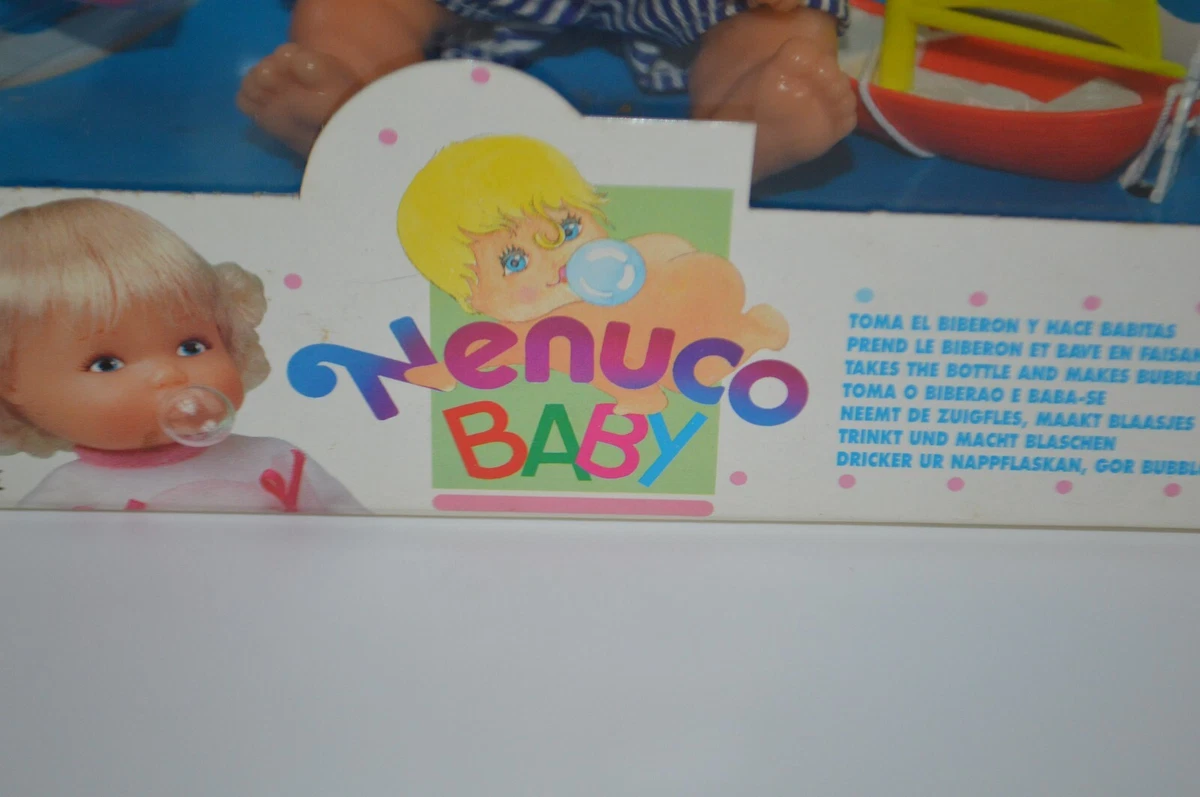 Nenuco
BABY
TOMA EL BIBERON Y HACE BABITAS
PREND LE BIBERON ET BAVE EN
TAKES THE BOTTLE AND MAKES
TOMA O BIBERAO E BABA-SE
NEEMT DE ZUIGFLES, MAAKT BLAASJES
TRINKT UND MACHT BLASCHEN
DRICKER UR NAPPFLASKAN, GOR